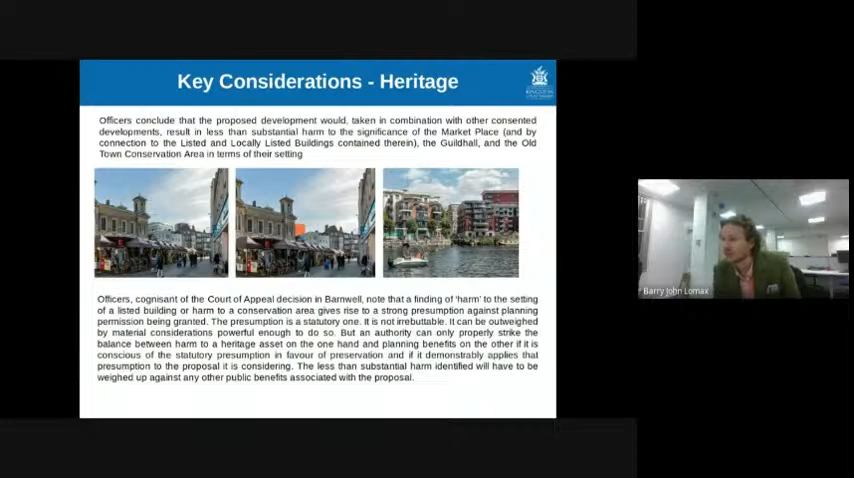 Key Considerations - Heritage
Officers conclude that the proposed development would, taken in combination with other consented
developments, result in less than substantial harm to the significance of the Market Place (and by
connection to the Listed and Locally Listed Buildings contained therein), the Guildhall, and the Old
Town Conservation Area in terms of their setting
Officers, cognisant of the Court of Appeal decision in Barnwell, note that a finding of 'harm' to the setting
of a listed building or harm to a conservation area gives rise to a strong presumption against planning
permission being granted. The presumption is a statutory one. It is not irrebuttable. It can be outweighed
by material considerations powerful enough to do so. But an authority can only properly strike the
balance between harm to a heritage asset on the one hand and planning benefits on the other if it is
conscious of the statutory presumption in favour of preservation and if it demonstrably applies that
presumption to the proposal it is considering. The less than substantial harm identified will have to be
weighed up against any other public benefits associated with the proposal.
Barry John Lomax